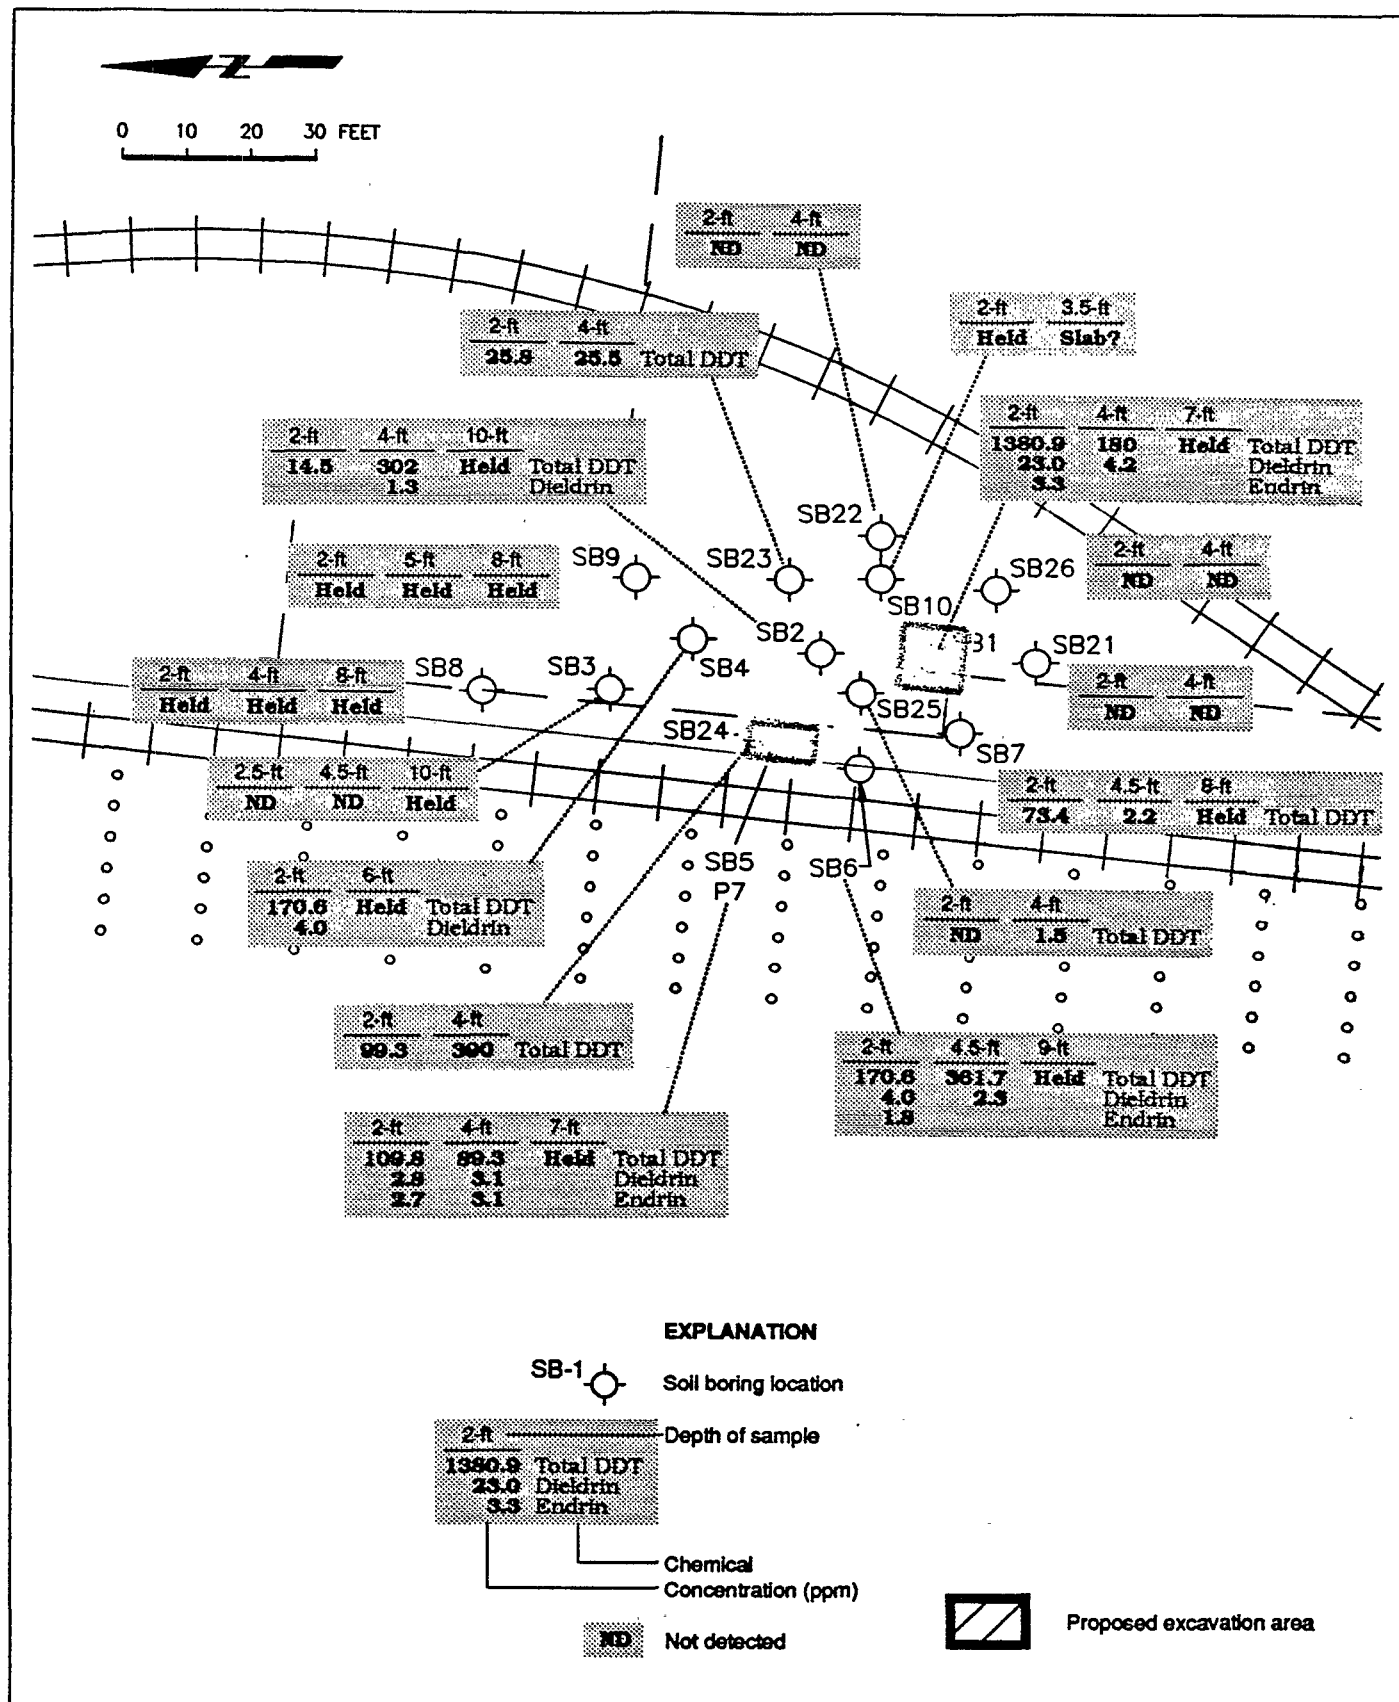 Z
0 10 20 30 FEET
2-ft 4-ft
ND ND
2-ft 3.5-ft
Held Slab?
2-ft 4-ft
25.8 25.5 Total DDT
2-ft 4-ft 7-ft
1380.9 180 Held Total DDT
23.0 4.2 Dieldrin
3.3 Endrin
2-ft 4-ft 10-ft
14.5 302 Held Total DDT
1.3 Dieldrin
SB22
2-ft 4-ft
ND ND
2-ft 5-ft 8-ft
Held Held Held
SB9
SB23
SB26
SB10
SB2
B1
SB21
SB4
SB3
SB8
2-ft 4-ft 8-ft
Held Held Held
2-ft 4-ft
ND ND
SB25
SB24
SB7
2.5-ft 4.5-ft 10-ft
ND ND Held
2-ft 4.5-ft 8-ft
73.4 2.2 Held Total DDT
SB5
P7
SB6
2-ft 6-ft
170.6 Held Total DDT
4.0 Dieldrin
2-ft 4-ft
ND 1.5 Total DDT
2-ft 4-ft
99.3 390 Total DDT
2-ft 4.5-ft 9-ft
170.6 361.7 Held Total DDT
4.0 2.3 Dieldrin
1.8 Endrin
2-ft 4-ft 7-ft
109.8 89.3 Held Total DDT
2.8 3.1 Dieldrin
2.7 3.1 Endrin
EXPLANATION
SB-1 Soil boring location
2-ft Depth of sample
1380.9 Total DDT
23.0 Dieldrin
3.3 Endrin
Chemical
Concentration (ppm)
ND Not detected
Proposed excavation area